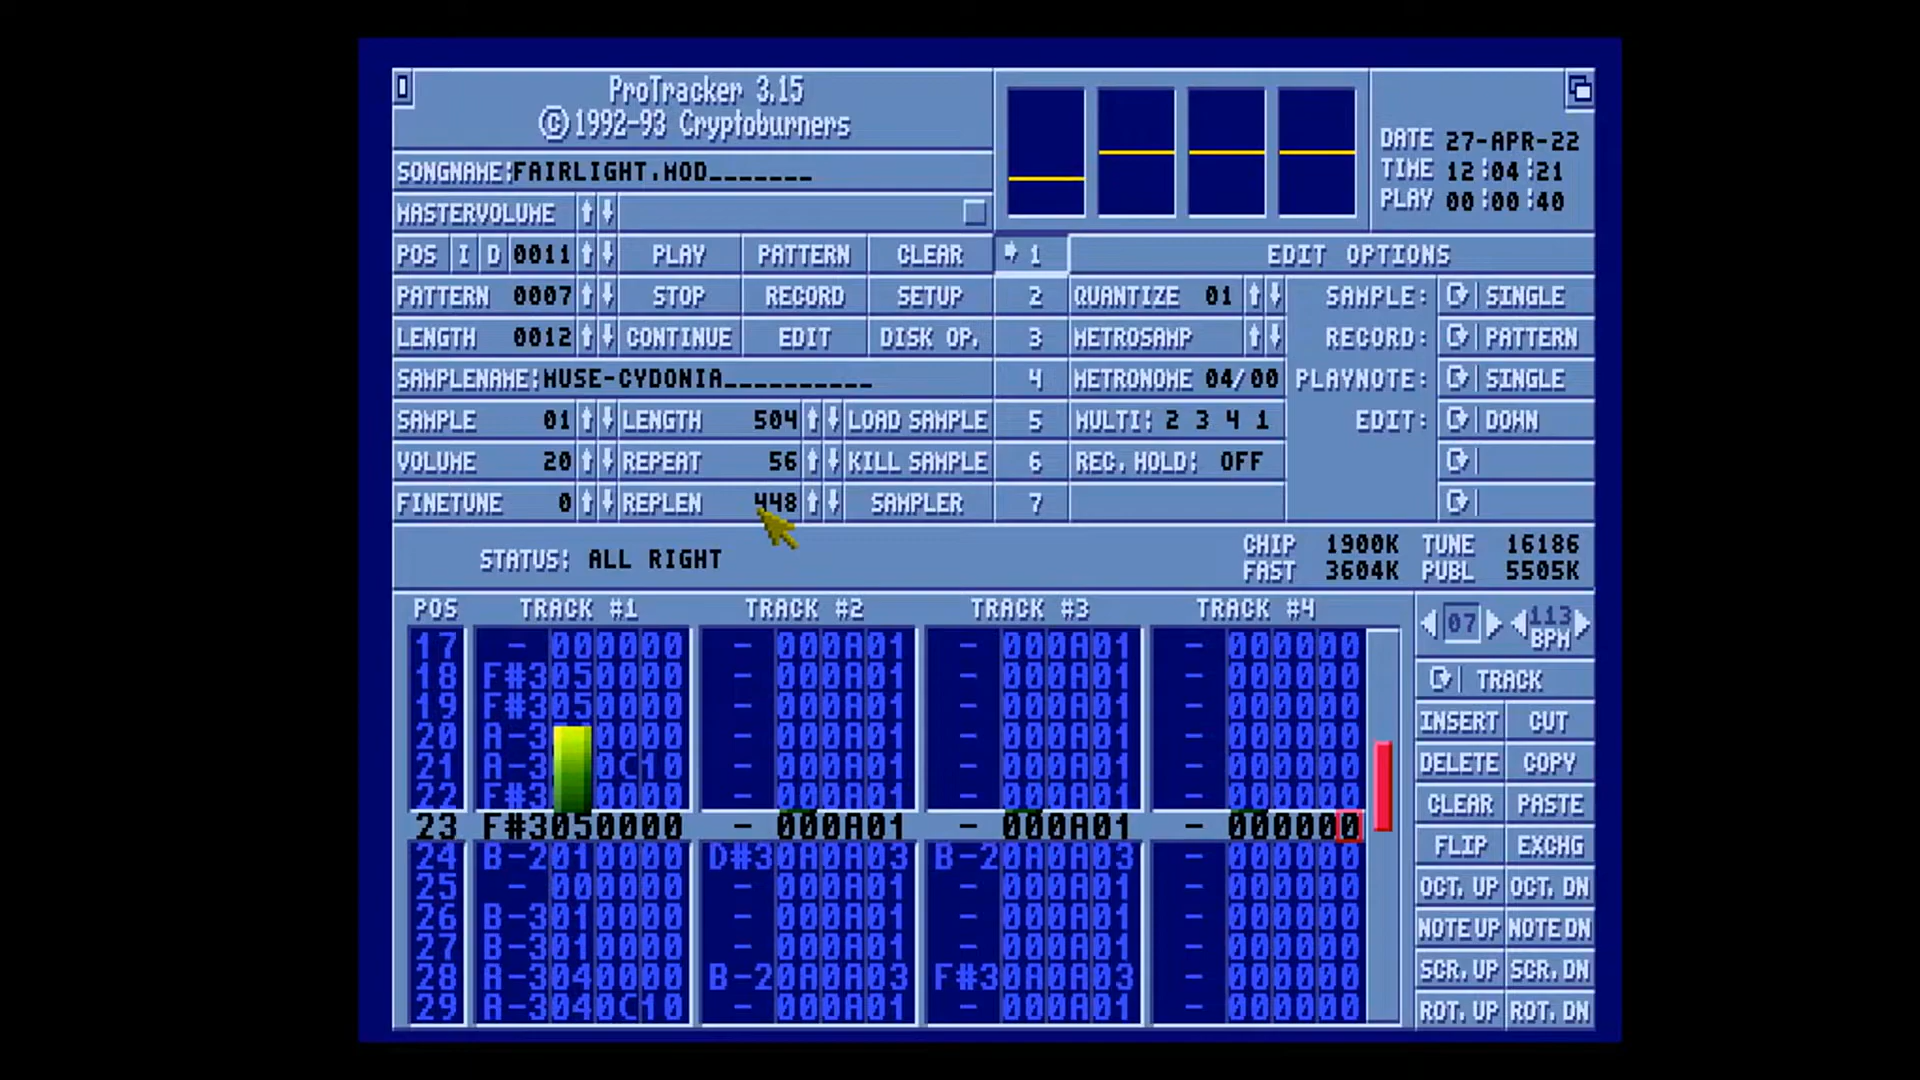 ProTracker 3.15
©1992-93 Cryptoburners
DATE 27-APR-22
TIME 12:04:21
PLAY 00:00:40
SONGNAME:FAIRLIGHT.MOD_______
MASTERVOLUME
POS I D 0011 PLAY PATTERN CLEAR 1 EDIT OPTIONS
PATTERN 0007 STOP RECORD SETUP 2 QUANTIZE 01 SAMPLE: SINGLE
LENGTH 0012 CONTINUE EDIT DISK OP. 3 METROSAMP RECORD: PATTERN
SAMPLENAME:MUSE-CYDONIA__________ 4 METRONOME 04/00 PLAYNOTE: SINGLE
SAMPLE 01 LENGTH 504 LOAD SAMPLE 5 MULTI: 2 3 4 1 EDIT: DOWN
VOLUME 20 REPEAT 56 KILL SAMPLE 6 REC. HOLD: OFF
FINETUNE 0 REPLEN 448 SAMPLER 7
STATUS: ALL RIGHT
CHIP 1900K TUNE 16186
FAST 3604K PUBL 5505K
POS TRACK #1 TRACK #2 TRACK #3 TRACK #4
17 - 000000 - 000A01 - 000A01 - 000000
18 F#3050000 - 000A01 - 000A01 - 000000
19 F#3050000 - 000A01 - 000A01 - 000000
20 A-3 0000 - 000A01 - 000A01 - 000000
21 A-3 0C10 - 000A01 - 000A01 - 000000
22 F#3 0000 - 000A01 - 000A01 - 000000
23 F#3050000 - 000A01 - 000A01 - 000000
24 B-2010000 D#30A0A03 B-20A0A03 - 000000
25 - 000000 - 000A01 - 000A01 - 000000
26 B-3010000 - 000A01 - 000A01 - 000000
27 B-3010000 - 000A01 - 000A01 - 000000
28 A-3040000 B-20A0A03 F#30A0A03 - 000000
29 A-3040C10 - 000A01 - 000A01 - 000000
07 113 BPM
TRACK
INSERT CUT
DELETE COPY
CLEAR PASTE
FLIP EXCHG
OCT. UP OCT. DN
NOTE UP NOTE DN
SCR. UP SCR. DN
ROT. UP ROT. DN